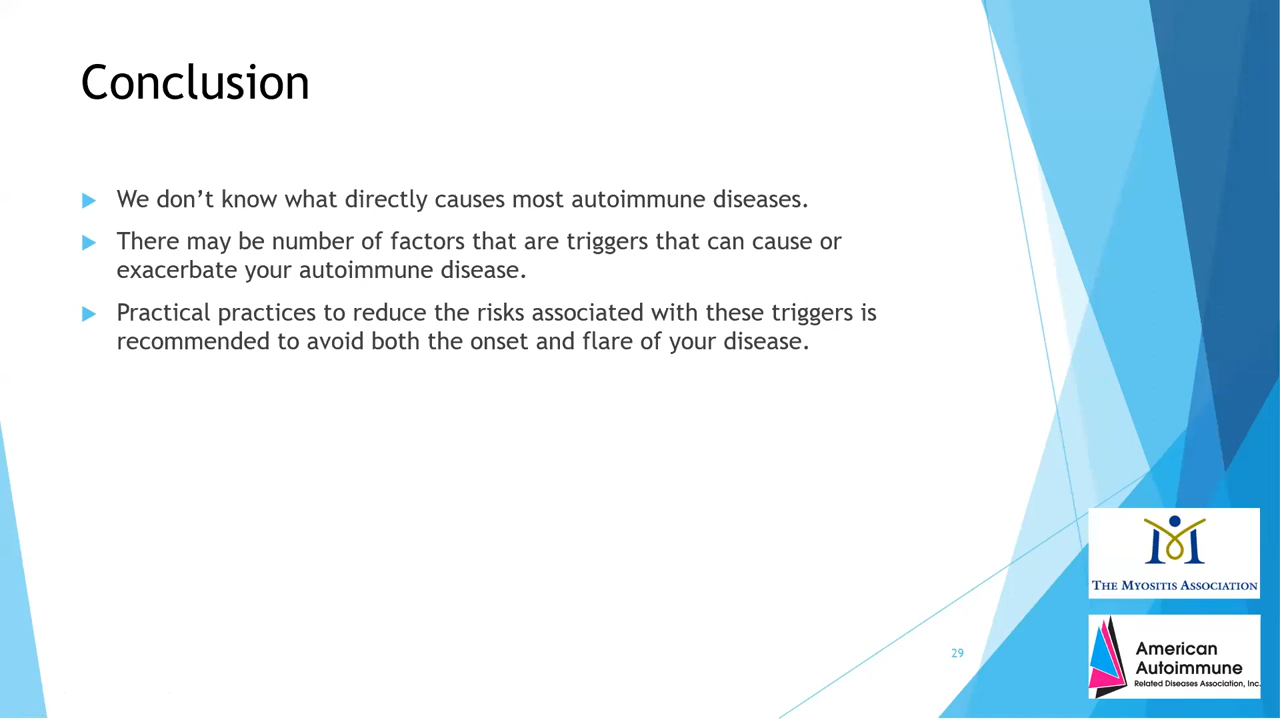 Conclusion
We don’t know what directly causes most autoimmune diseases.
There may be number of factors that are triggers that can cause or
exacerbate your autoimmune disease.
Practical practices to reduce the risks associated with these triggers is
recommended to avoid both the onset and flare of your disease.
THE MYOSITIS ASSOCIATION
29
American
Autoimmune
Related Diseases Association, Inc.